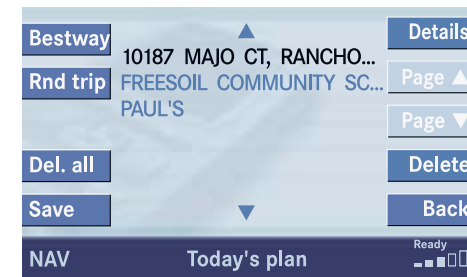 Bestway
Rnd trip
Del. all
Save
10187 MAJO CT, RANCHO...
FREESOIL COMMUNITY SC...
PAUL'S
Details
Page ▲
Page ▼
Delete
Back
NAV
Today's plan
Ready